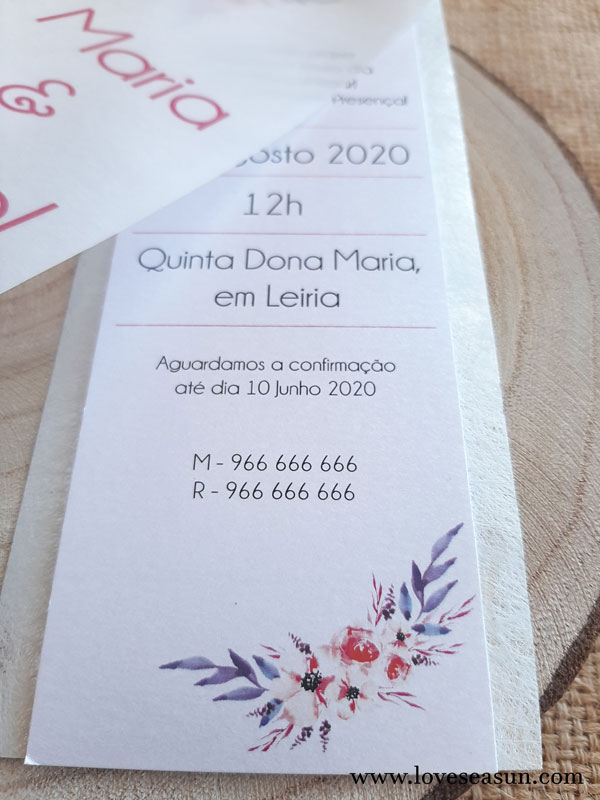 Maria
&
Presença!
2020
12h
Quinta Dona Maria,
em Leiria
Aguardamos a confirmação
até dia 10 Junho 2020
M - 966 666 666
R - 966 666 666
www.loveseasun.com